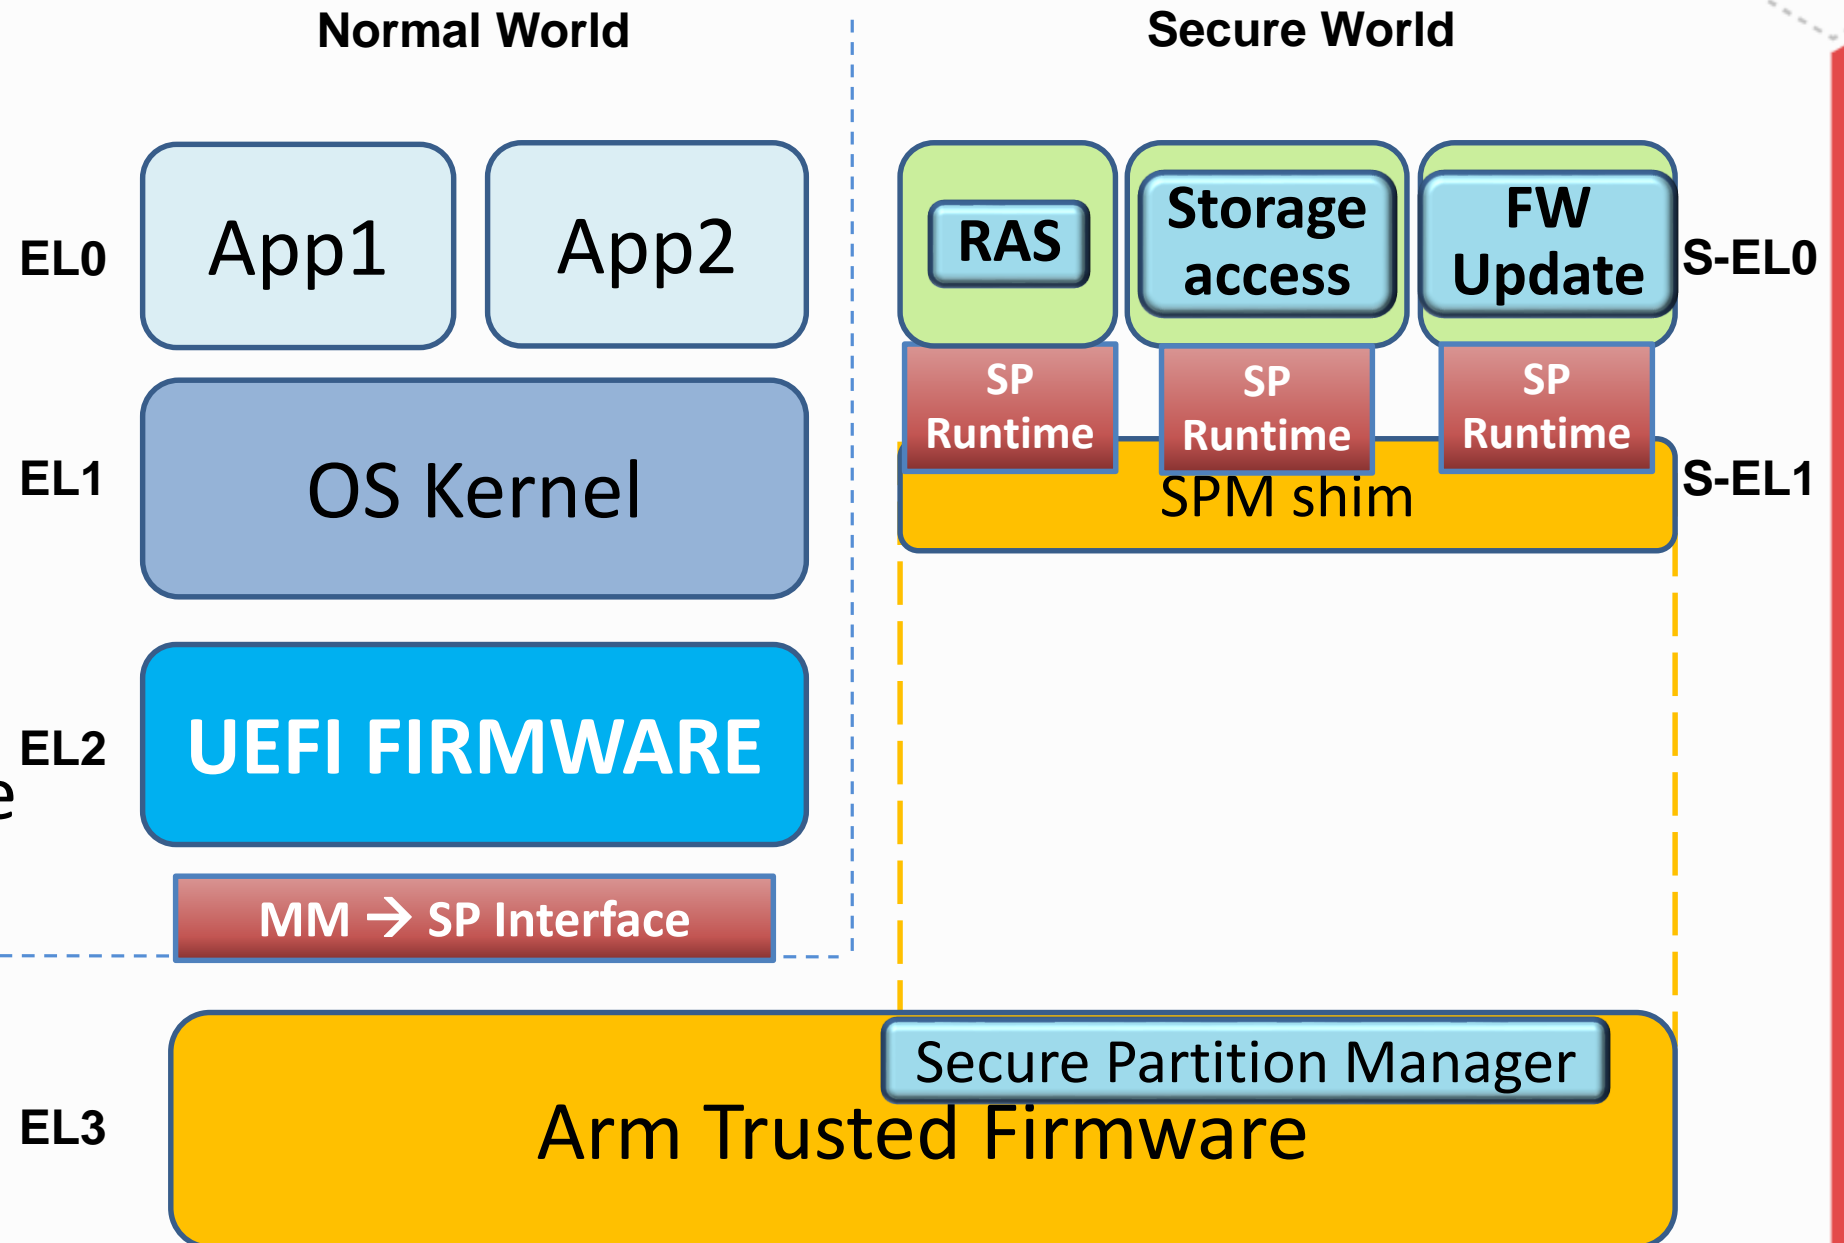 Normal World
Secure World
EL0
App1
App2
RAS
Storage
access
FW
Update
S-EL0
SP
Runtime
SP
Runtime
SP
Runtime
EL1
OS Kernel
SPM shim
S-EL1
EL2
UEFI FIRMWARE
e
MM → SP Interface
Secure Partition Manager
EL3
Arm Trusted Firmware